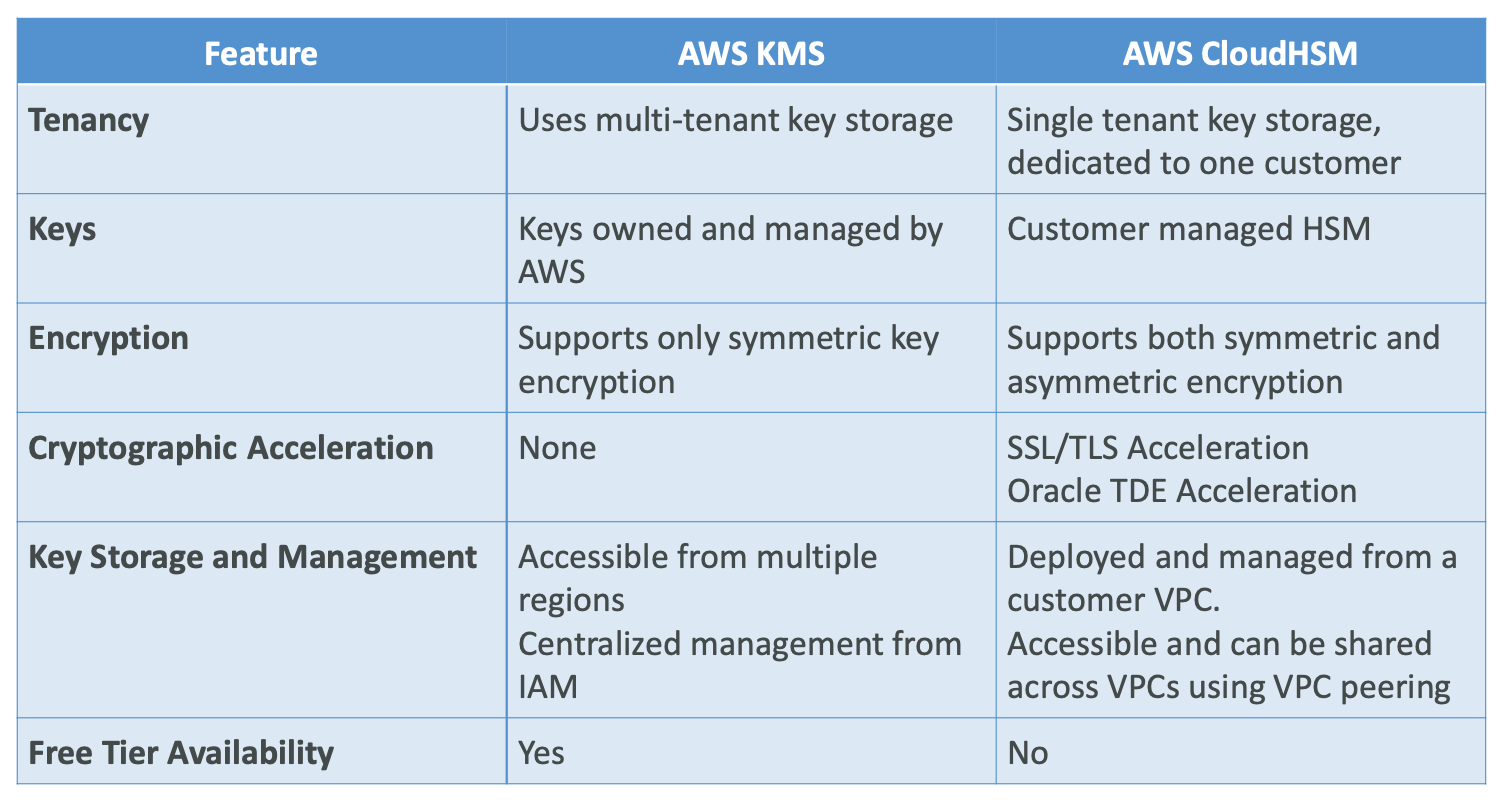 Feature
AWS KMS
AWS CloudHSM
Tenancy
Uses multi-tenant key storage
Single tenant key storage,
dedicated to one customer
Keys
Keys owned and managed by
AWS
Customer managed HSM
Encryption
Supports only symmetric key
encryption
Supports both symmetric and
asymmetric encryption
Cryptographic Acceleration
None
SSL/TLS Acceleration
Oracle TDE Acceleration
Key Storage and Management
Accessible from multiple
regions
Centralized management from
IAM
Deployed and managed from a
customer VPC.
Accessible and can be shared
across VPCs using VPC peering
Free Tier Availability
Yes
No